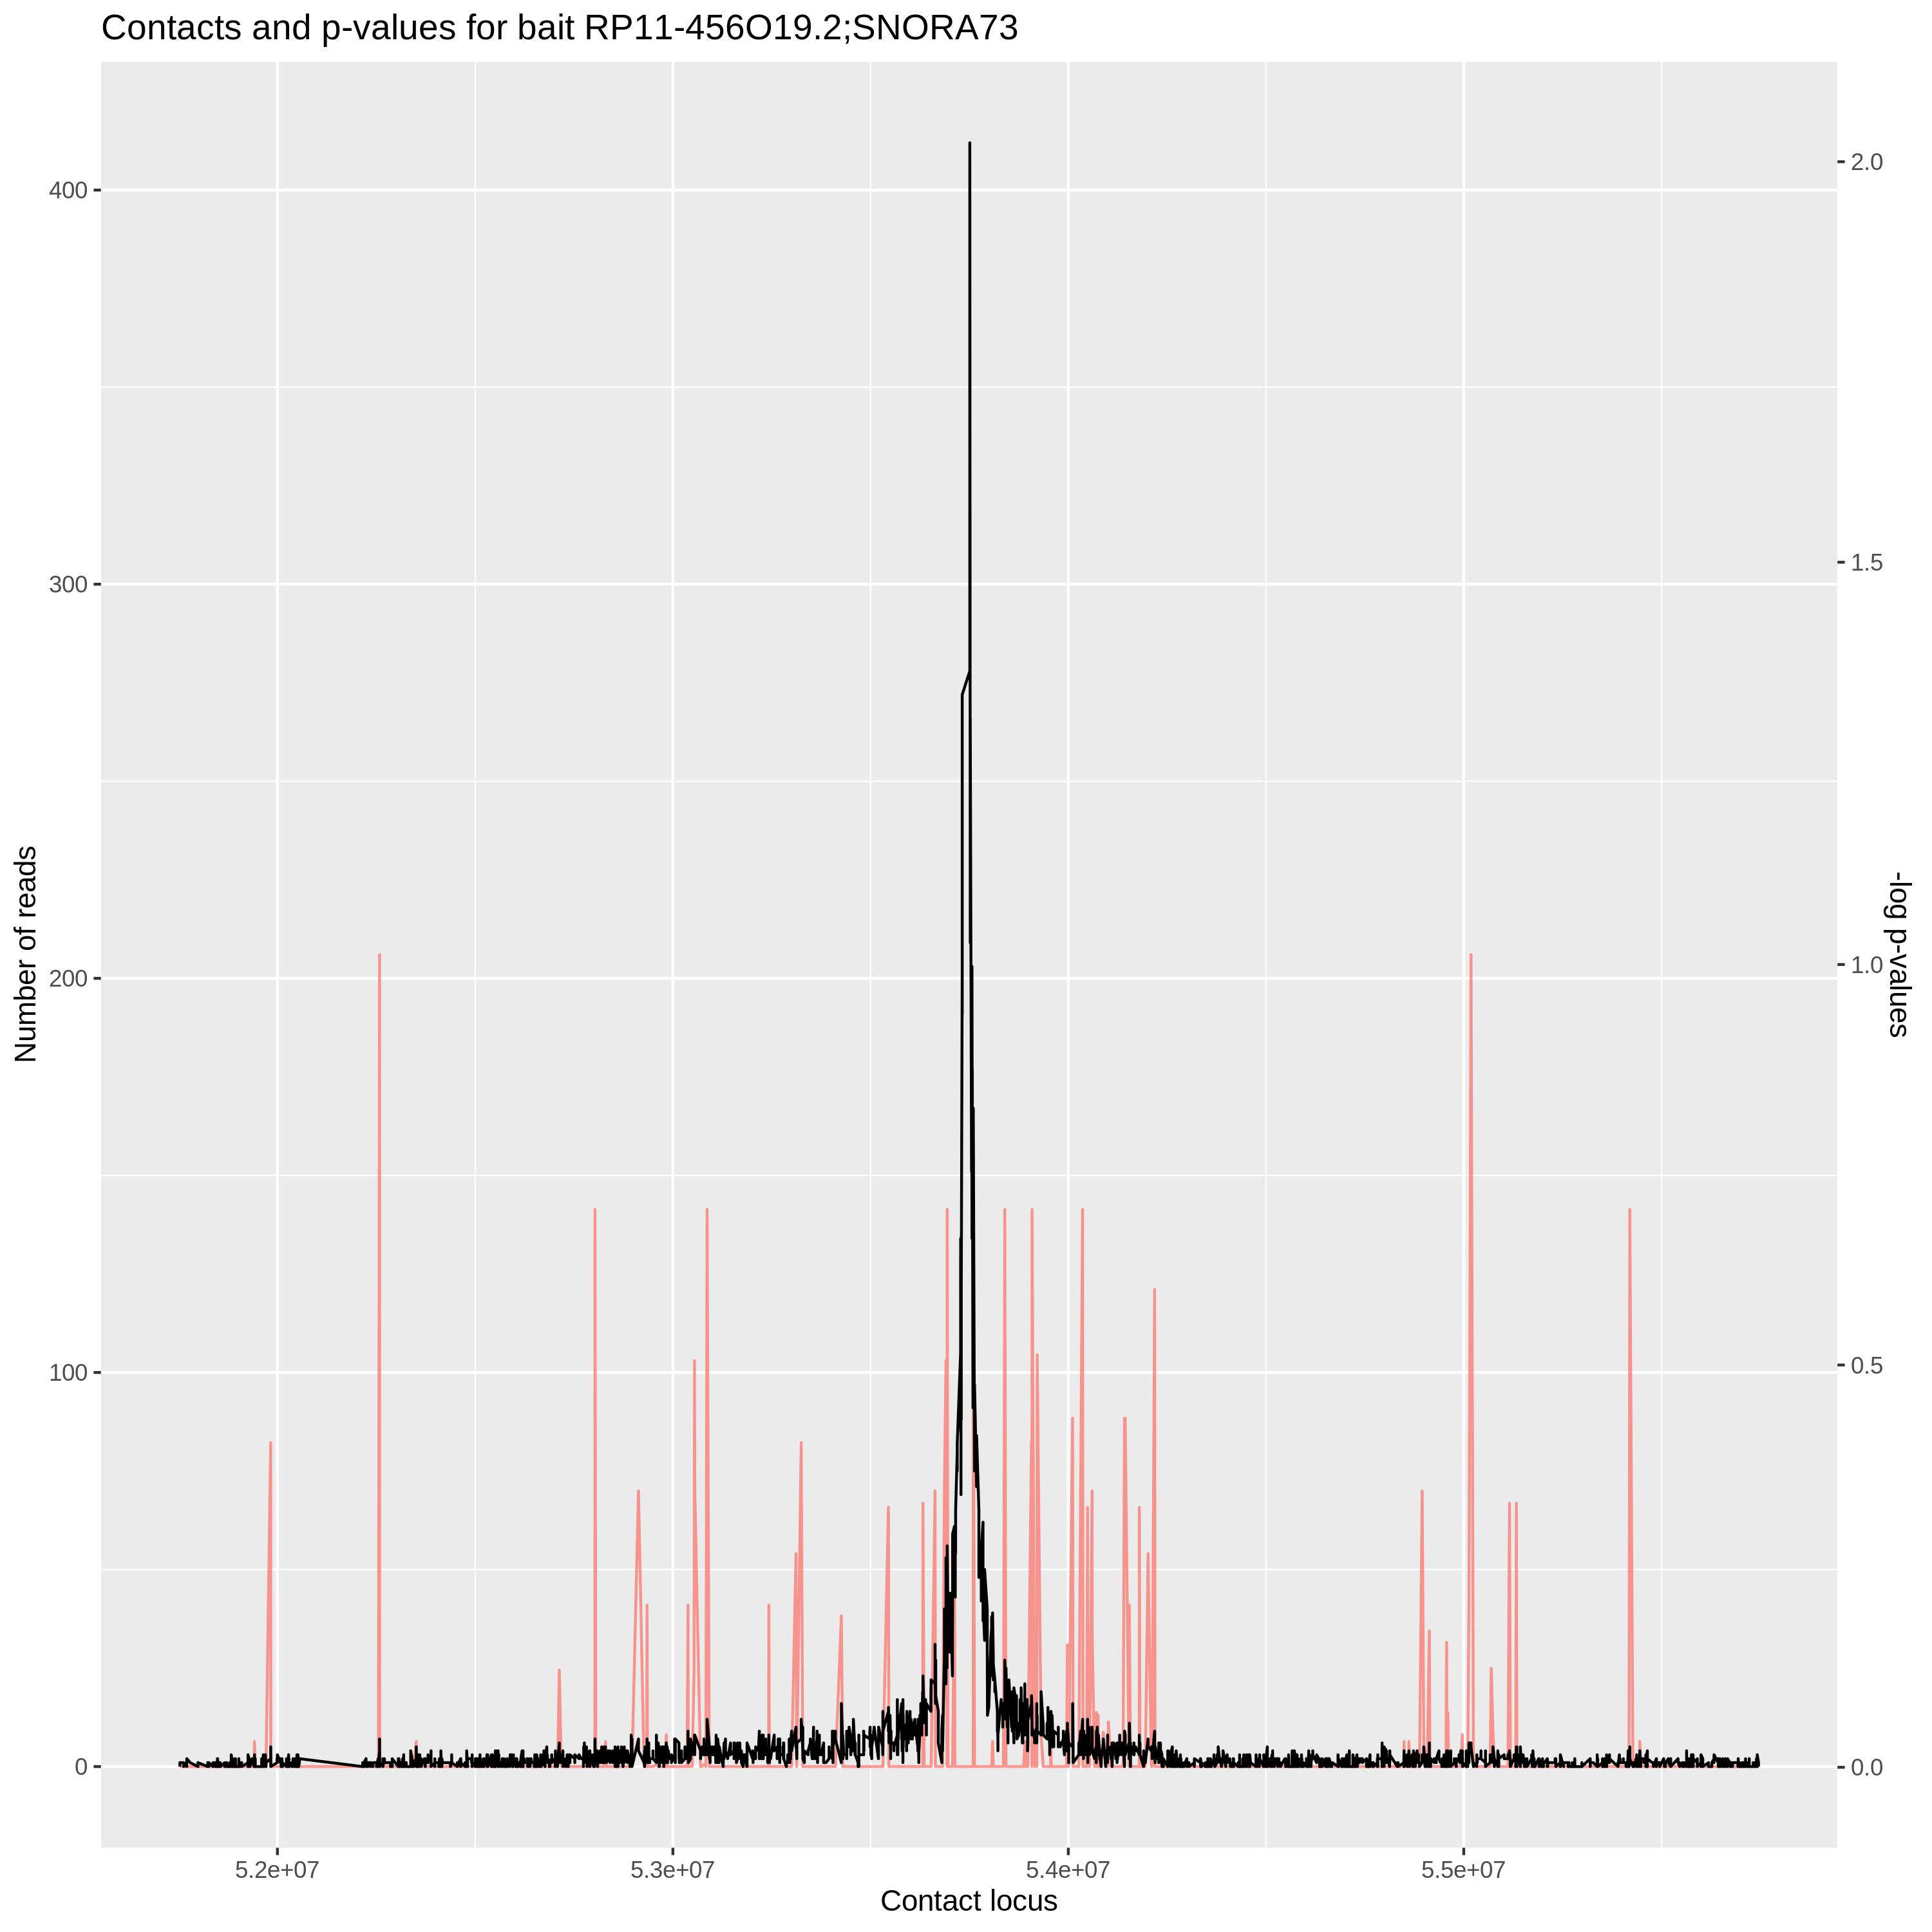 Contacts and p-values for bait RP11-456O19.2;SNORA73
400
300
200
100
0
2.0
1.5
1.0
0.5
0.0
Number of reads
-log p-values
5.2e+07
5.3e+07
5.4e+07
5.5e+07
Contact locus